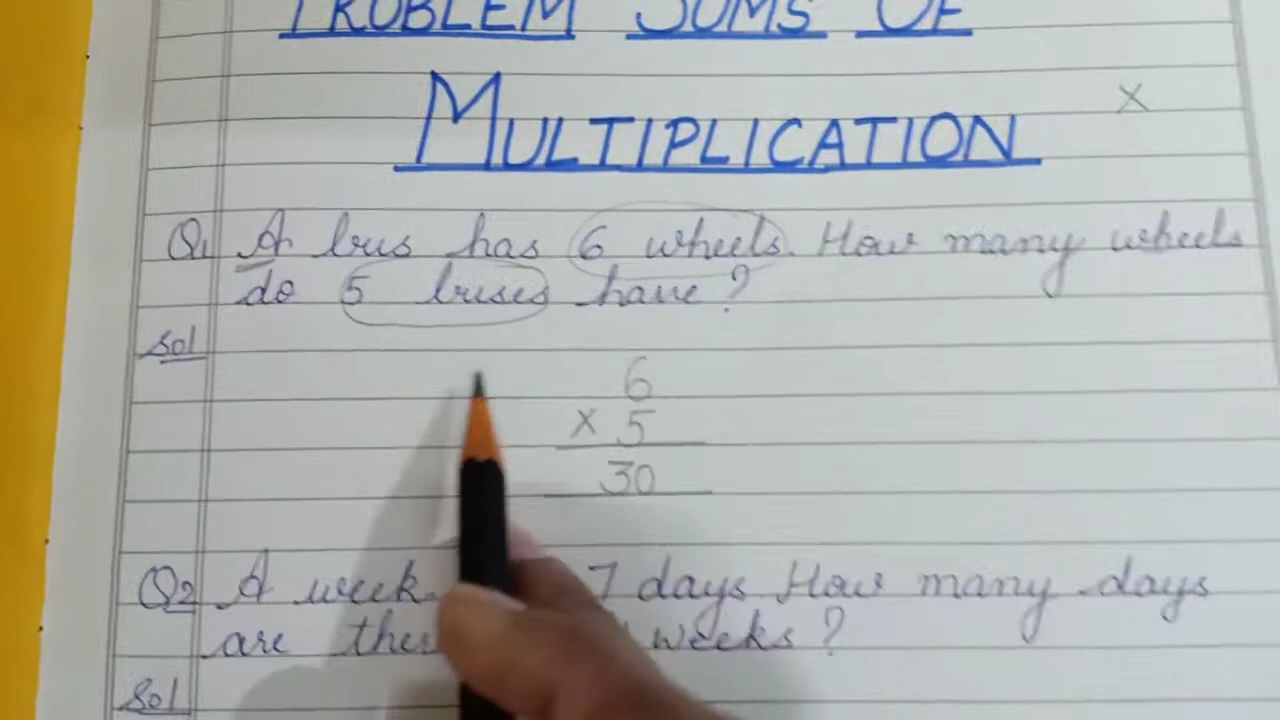 PROBLEM SUMS OF
MULTIPLICATION
×
Q1 A bus has 6 wheels. How many wheels
do 5 buses have?
Sol
6
× 5
30
Q2 A week 7 days How many days
are weeks?
Sol